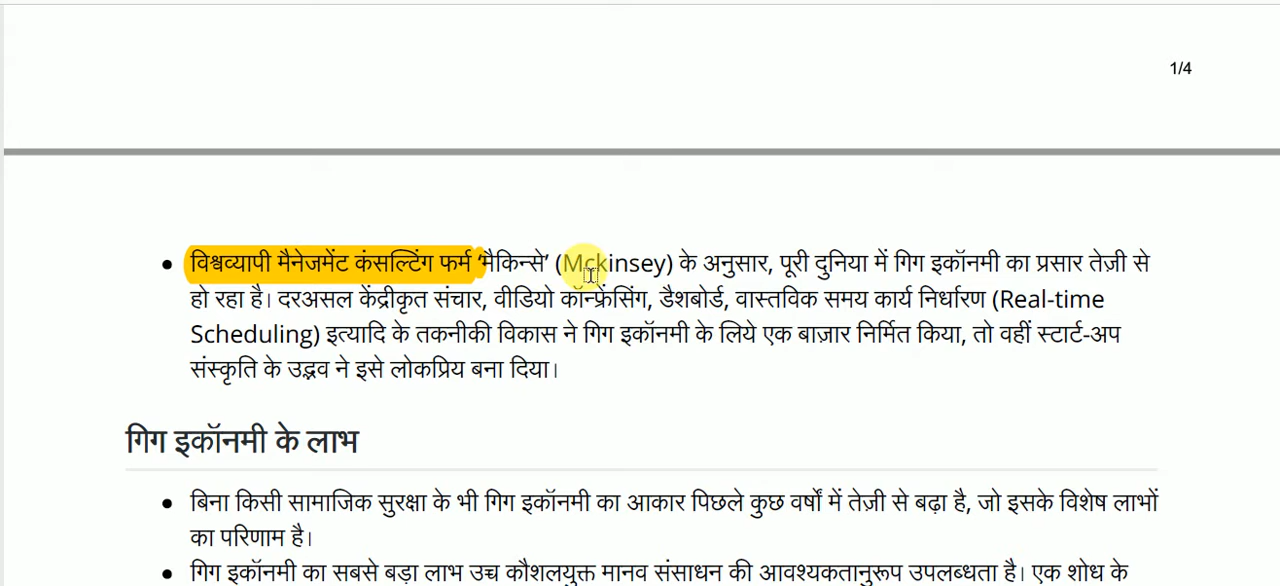 1/4
• विश्वव्यापी मैनेजमेंट कंसल्टिंग फर्म ‘मैकिन्से’ (Mckinsey) के अनुसार, पूरी दुनिया में गिग इकॉनमी का प्रसार तेज़ी से
हो रहा है। दरअसल केंद्रीकृत संचार, वीडियो कॉन्फ्रेंसिंग, डैशबोर्ड, वास्तविक समय कार्य निर्धारण (Real-time
Scheduling) इत्यादि के तकनीकी विकास ने गिग इकॉनमी के लिये एक बाज़ार निर्मित किया, तो वहीं स्टार्ट-अप
संस्कृति के उद्भव ने इसे लोकप्रिय बना दिया।
गिग इकॉनमी के लाभ
• बिना किसी सामाजिक सुरक्षा के भी गिग इकॉनमी का आकार पिछले कुछ वर्षों में तेज़ी से बढ़ा है, जो इसके विशेष लाभों
का परिणाम है।
• गिग इकॉनमी का सबसे बड़ा लाभ उच्च कौशलयुक्त मानव संसाधन की आवश्यकतानुरूप उपलब्धता है। एक शोध के